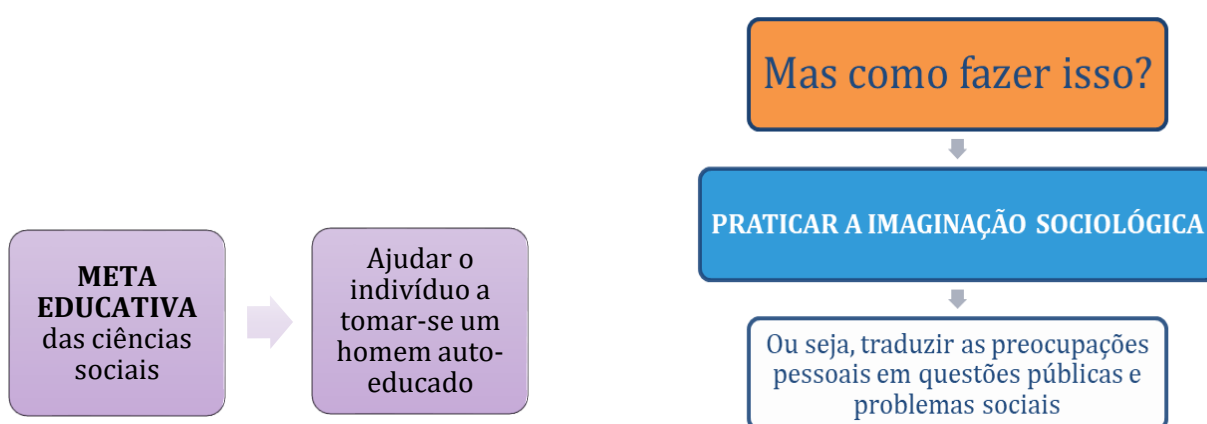 META
EDUCATIVA
das ciências
sociais
Ajudar o
indivíduo a
tomar-se um
homem auto-
educado
Mas como fazer isso?
PRATICAR A IMAGINAÇÃO SOCIOLÓGICA
Ou seja, traduzir as preocupações
pessoais em questões públicas e
problemas sociais